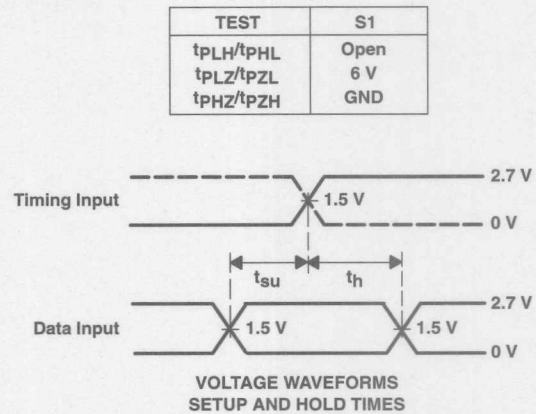 TEST S1
tPLH/tPHL Open
tPLZ/tPZL 6 V
tPHZ/tPZH GND
2.7 V
Timing Input 1.5 V
0 V
tsu th
2.7 V
Data Input 1.5 V 1.5 V
0 V
VOLTAGE WAVEFORMS
SETUP AND HOLD TIMES